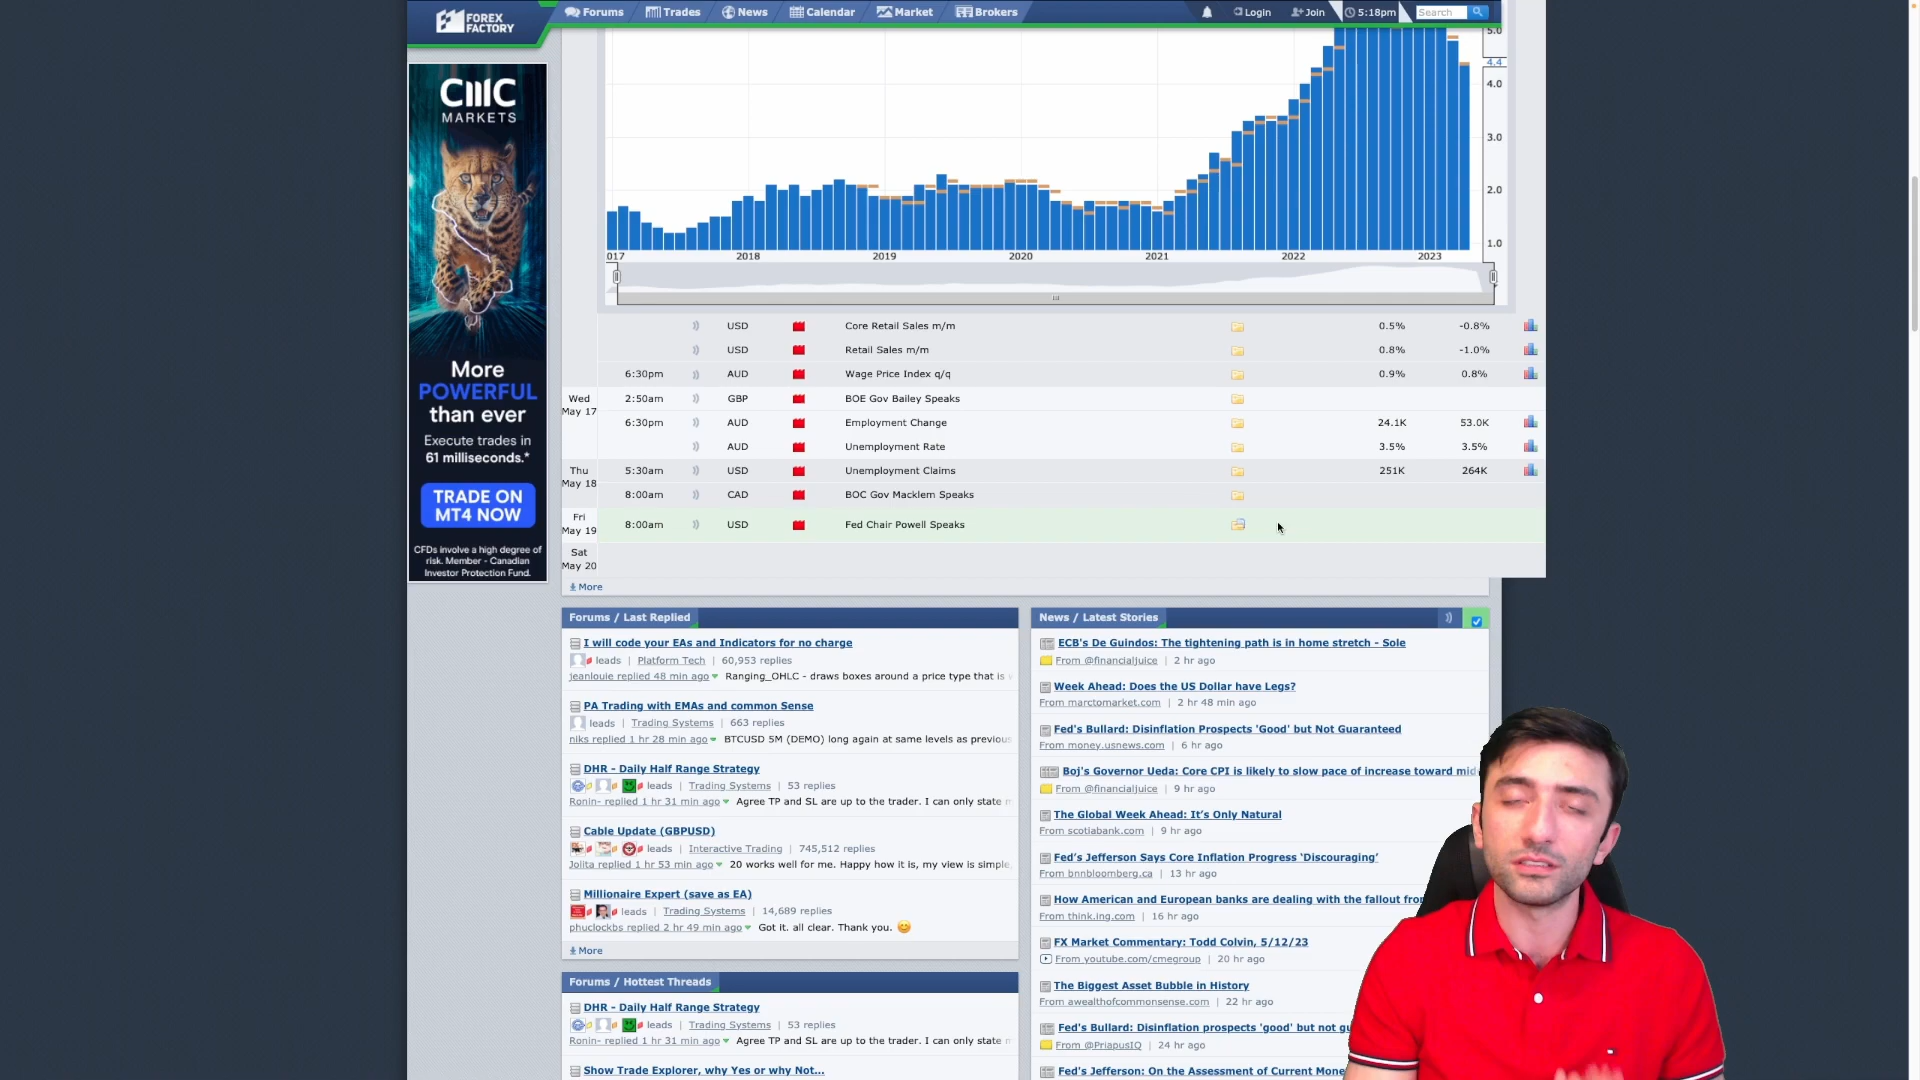 FOREX
FACTORY
Forums
Trades
News
Calendar
Market
Brokers
Login
Join
5:18pm
Search
CMC
MARKETS
More
POWERFUL
than ever
Execute trades in
61 milliseconds.*
TRADE ON
MT4 NOW
CFDs involve a high degree of
risk. Member - Canadian
Investor Protection Fund.
5.0
4.4
4.0
3.0
2.0
1.0
017 2018 2019 2020 2021 2022 2023
USD Core Retail Sales m/m 0.5% -0.8%
USD Retail Sales m/m 0.8% -1.0%
6:30pm AUD Wage Price Index q/q 0.9% 0.8%
Wed
May 17
2:50am GBP BOE Gov Bailey Speaks
6:30pm AUD Employment Change 24.1K 53.0K
AUD Unemployment Rate 3.5% 3.5%
Thu
May 18
5:30am USD Unemployment Claims 251K 264K
8:00am CAD BOC Gov Macklem Speaks
Fri
May 19
8:00am USD Fed Chair Powell Speaks
Sat
May 20
More
Forums / Last Replied
I will code your EAs and Indicators for no charge
leads | Platform Tech | 60,953 replies
jeanlouie replied 48 min ago Ranging_OHLC - draws boxes around a price type that is
PA Trading with EMAs and common Sense
leads | Trading Systems | 663 replies
niks replied 1 hr 28 min ago BTCUSD 5M (DEMO) long again at same levels as previous
DHR - Daily Half Range Strategy
leads | Trading Systems | 53 replies
Ronin- replied 1 hr 31 min ago Agree TP and SL are up to the trader. I can only state
Cable Update (GBPUSD)
leads | Interactive Trading | 745,512 replies
Jolita replied 1 hr 53 min ago 20 works well for me. Happy how it is, my view is simple
Millionaire Expert (save as EA)
leads | Trading Systems | 14,689 replies
phuclockbs replied 2 hr 49 min ago Got it. all clear. Thank you. 😊
More
Forums / Hottest Threads
DHR - Daily Half Range Strategy
leads | Trading Systems | 53 replies
Ronin- replied 1 hr 31 min ago Agree TP and SL are up to the trader. I can only state
Show Trade Explorer, why Yes or why Not...
News / Latest Stories
ECB's De Guindos: The tightening path is in home stretch - Sole
From @financialjuice | 2 hr ago
Week Ahead: Does the US Dollar have Legs?
From marctomarket.com | 2 hr 48 min ago
Fed's Bullard: Disinflation Prospects 'Good' but Not Guaranteed
From money.usnews.com | 6 hr ago
BoJ's Governor Ueda: Core CPI is likely to slow pace of increase toward mid
From @financialjuice | 9 hr ago
The Global Week Ahead: It's Only Natural
From scotiabank.com | 9 hr ago
Fed's Jefferson Says Core Inflation Progress 'Discouraging'
From bnnbloomberg.ca | 13 hr ago
How American and European banks are dealing with the fallout from
From think.ing.com | 16 hr ago
FX Market Commentary: Todd Colvin, 5/12/23
From youtube.com/cmegroup | 20 hr ago
The Biggest Asset Bubble in History
From awealthofcommonsense.com | 22 hr ago
Fed's Bullard: Disinflation prospects 'good' but not gu
From @PriapusIQ | 24 hr ago
Fed's Jefferson: On the Assessment of Current Mone